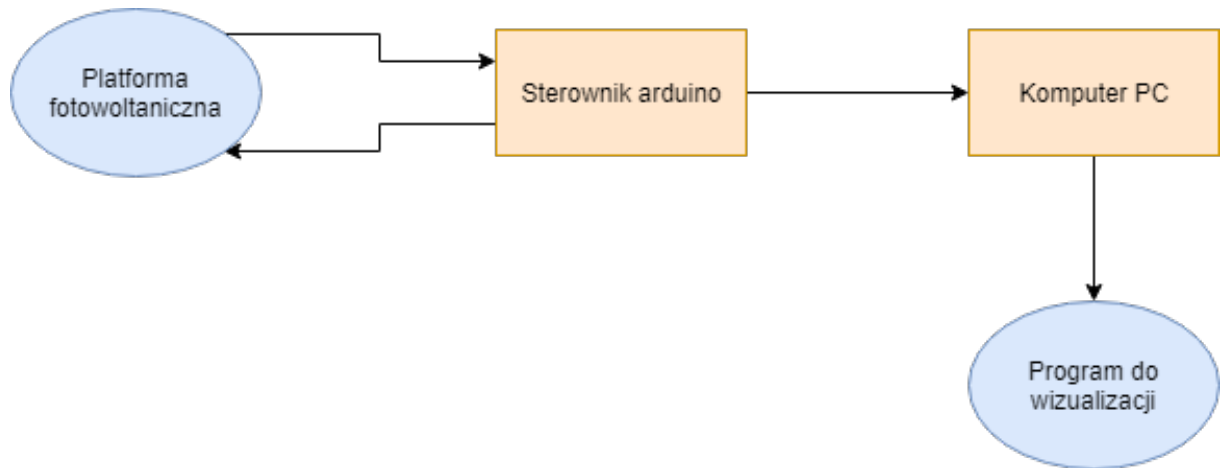 Platforma
fotowoltaniczna
Sterownik arduino
Komputer PC
Program do
wizualizacji